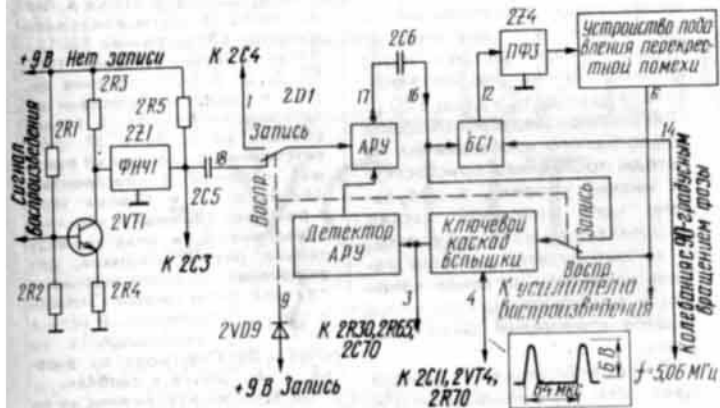 2Z4
Устройство подавления перекрестной помехи
+9 В Нет записи
К 2С4
2С6
ПФ3
2R3
1
2D1
17
16
12
2R1
2Z1
2R5
Запись
АРУ
БС1
14
ФНЧ1
18
Сигнал воспроизведения
2С5
Воспр.
Запись
2VT1
Детектор АРУ
Ключевой каскад вспышки
К 2С3
Воспр.
К усилителю воспроизведения
Колебания с 90-градусным вращением фазы
2R2
2R4
9
3
4
2VD9
К 2R30, 2R65, 2С70
+9 В Запись
К 2С11, 2VT4, 2R70
6 В
64 мкс
f=5,06 МГц